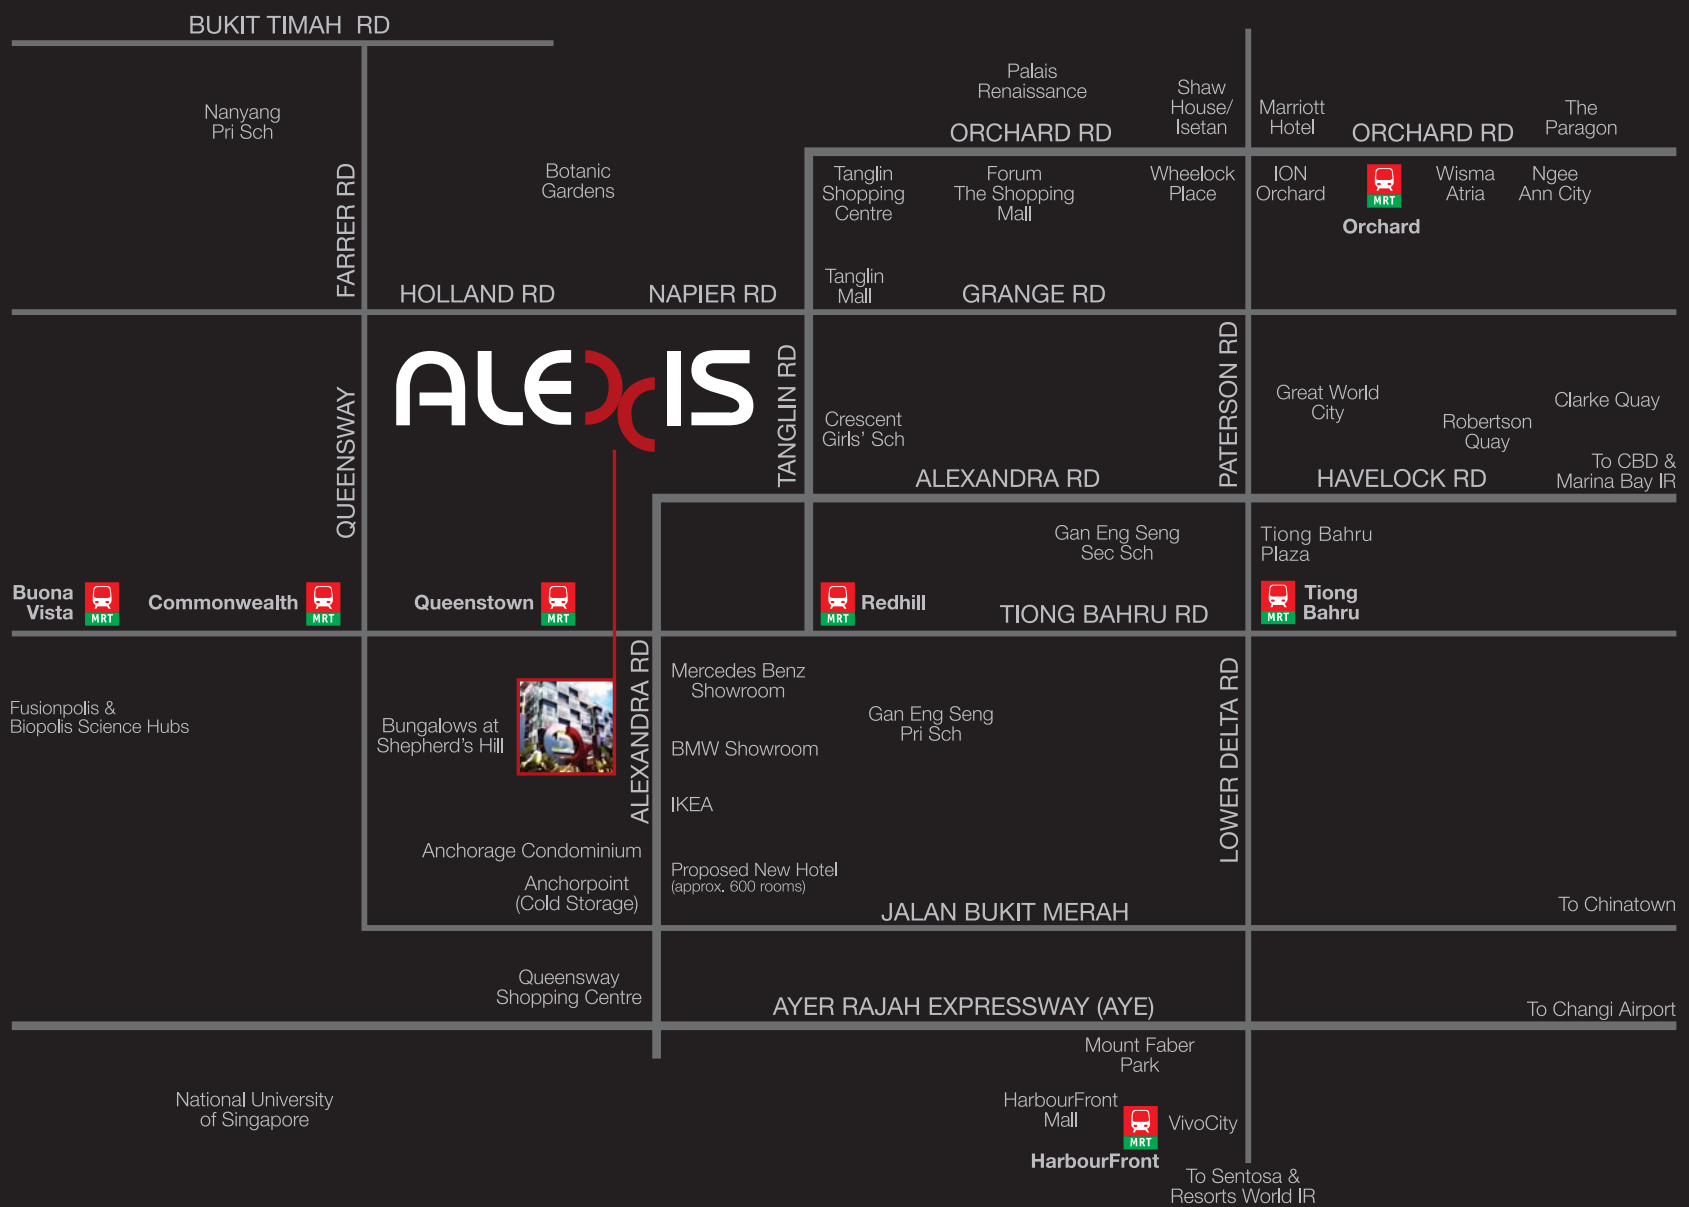 BUKIT TIMAH RD
Nanyang
Pri Sch
FARRER RD
Botanic
Gardens
Palais
Renaissance
ORCHARD RD
Shaw
House/
Isetan
Marriott
Hotel
ORCHARD RD
The
Paragon
Tanglin
Shopping
Centre
Forum
The Shopping
Mall
Wheelock
Place
ION
Orchard
MRT
Orchard
Wisma
Atria
Ngee
Ann City
HOLLAND RD
NAPIER RD
Tanglin
Mall
GRANGE RD
ALEXIS
QUEENSWAY
TANGLIN RD
PATERSON RD
Crescent
Girls' Sch
Great World
City
Robertson
Quay
Clarke Quay
To CBD &
Marina Bay IR
ALEXANDRA RD
HAVELOCK RD
Gan Eng Seng
Sec Sch
Tiong Bahru
Plaza
Buona
Vista
MRT
Commonwealth
MRT
Queenstown
MRT
MRT
Redhill
TIONG BAHRU RD
MRT
Tiong
Bahru
Fusionpolis &
Biopolis Science Hubs
Bungalows at
Shepherd's Hill
ALEXANDRA RD
Mercedes Benz
Showroom
BMW Showroom
IKEA
Gan Eng Seng
Pri Sch
LOWER DELTA RD
Anchorage Condominium
Anchorpoint
(Cold Storage)
Proposed New Hotel
(approx. 600 rooms)
JALAN BUKIT MERAH
To Chinatown
Queensway
Shopping Centre
AYER RAJAH EXPRESSWAY (AYE)
To Changi Airport
Mount Faber
Park
National University
of Singapore
HarbourFront
Mall
MRT
VivoCity
HarbourFront
To Sentosa &
Resorts World IR